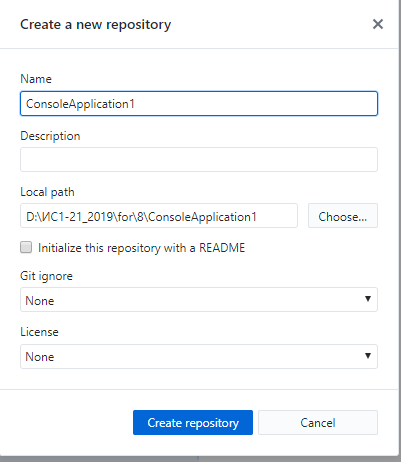 Create a new repository
Name
ConsoleApplication1
Description
Local path
D:\ИС1-21_2019\for\8\ConsoleApplication1
Choose...
Initialize this repository with a README
Git ignore
None
License
None
Create repository
Cancel